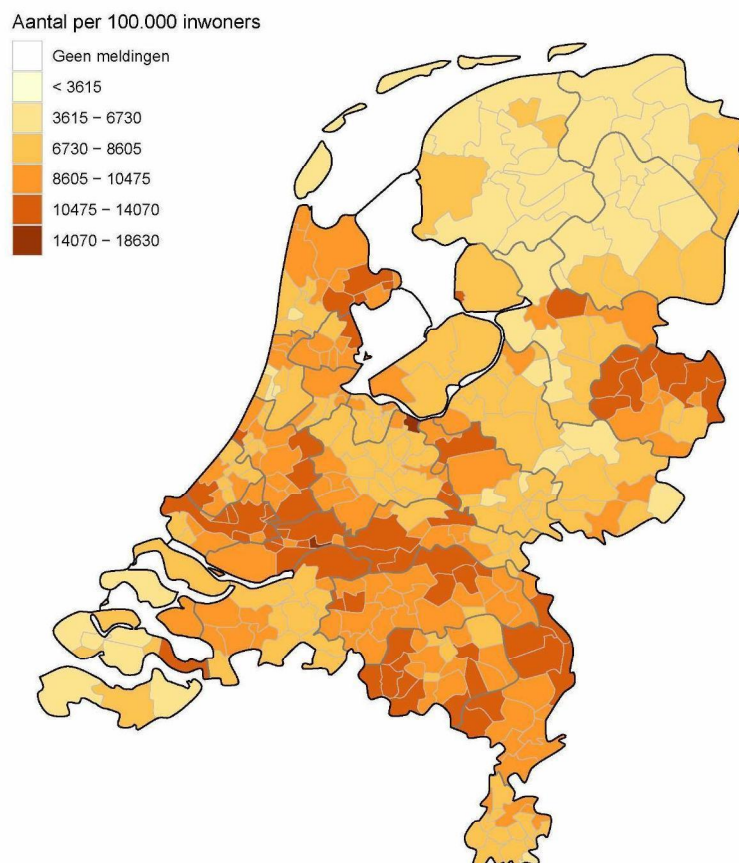 Aantal per 100.000 inwoners
Geen meldingen
< 3615
3615 – 6730
6730 – 8605
8605 – 10475
10475 – 14070
14070 – 18630